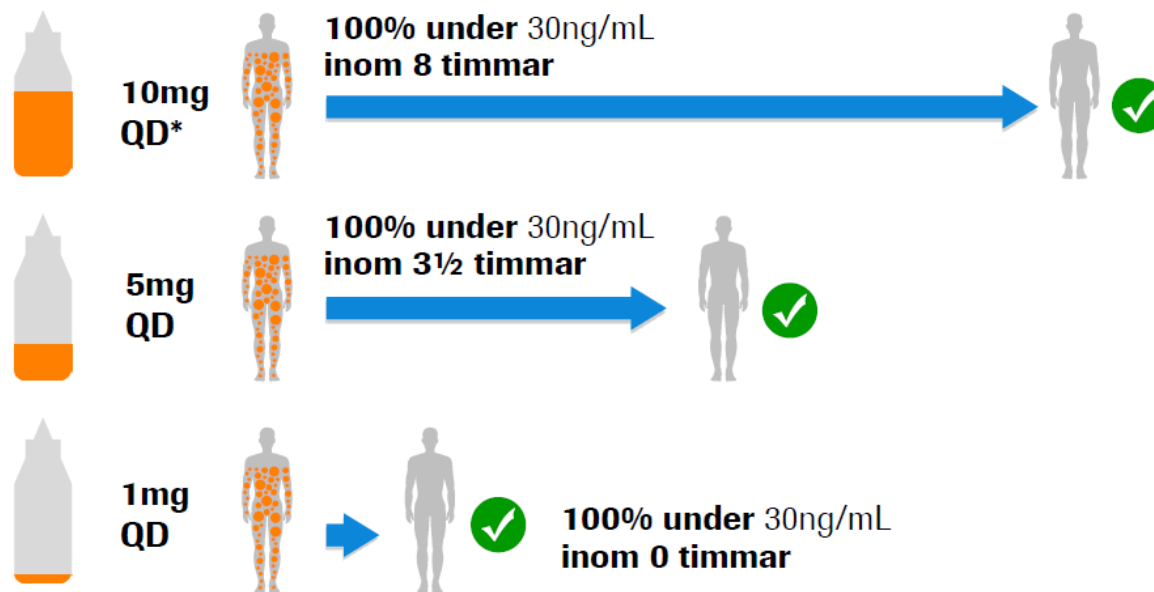 100% under 30ng/mL
inom 8 timmar
10mg
QD*
100% under 30ng/mL
inom 3½ timmar
5mg
QD
1mg
QD
100% under 30ng/mL
inom 0 timmar